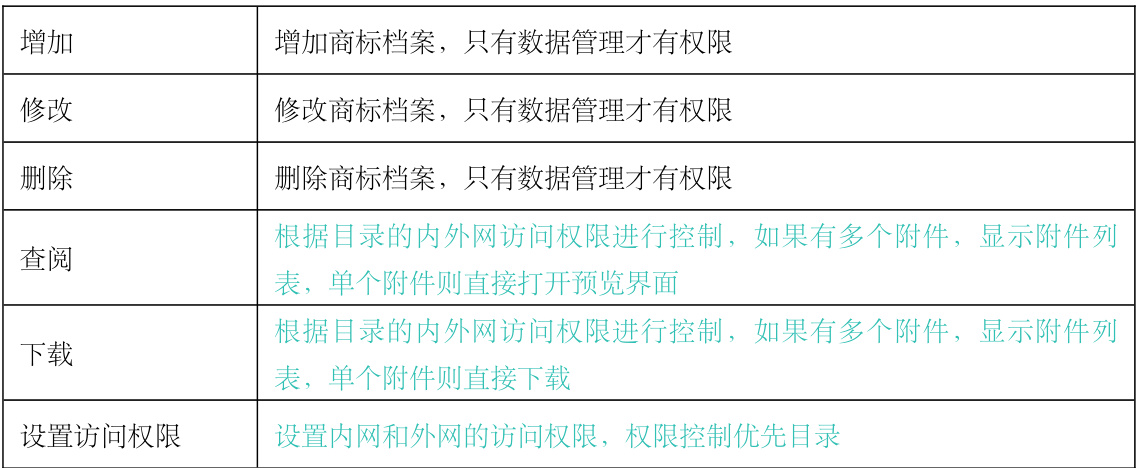 增加
增加商标档案，只有数据管理才有权限
修改
修改商标档案，只有数据管理才有权限
删除
删除商标档案，只有数据管理才有权限
查阅
根据目录的内外网访问权限进行控制，如果有多个附件，显示附件列
表，单个附件则直接打开预览界面
下载
根据目录的内外网访问权限进行控制，如果有多个附件，显示附件列
表，单个附件则直接下载
设置访问权限
设置内网和外网的访问权限，权限控制优先目录